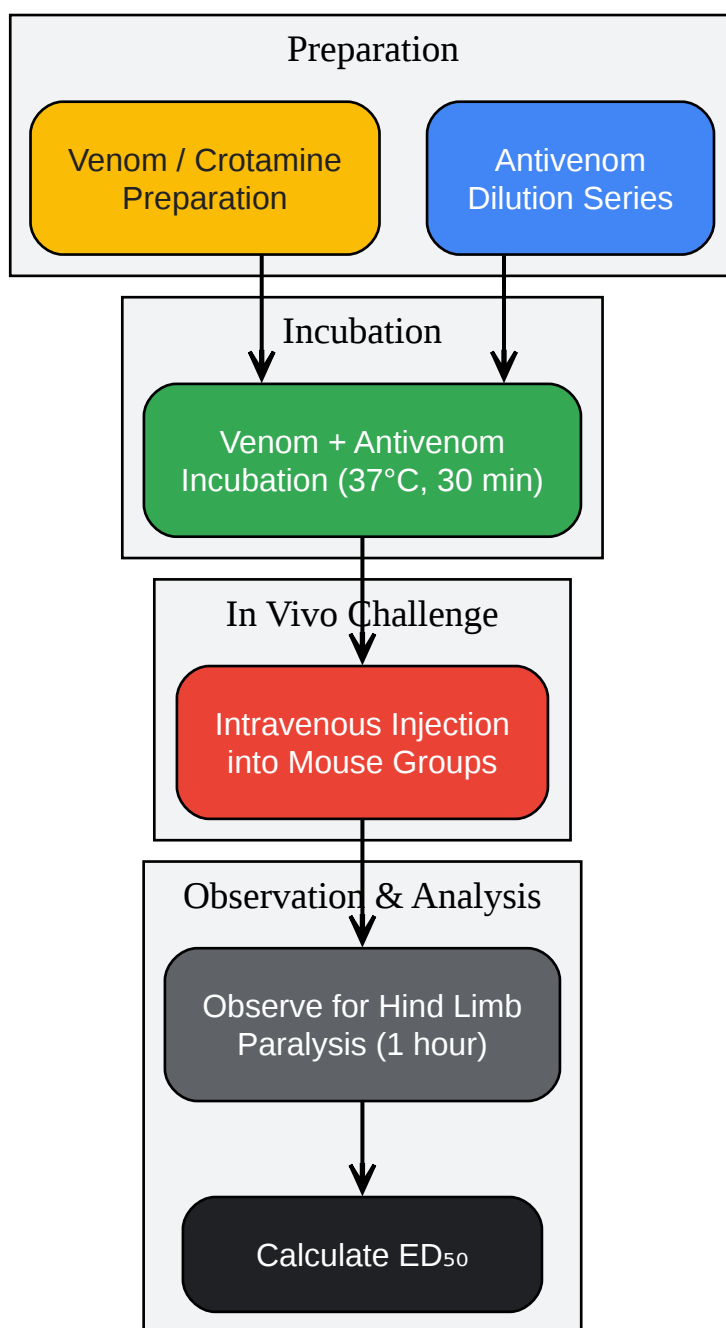 Preparation
Venom / Crotamine
Preparation
Antivenom
Dilution Series
Incubation
Venom + Antivenom
Incubation (37°C, 30 min)
In Vivo Challenge
Intravenous Injection
into Mouse Groups
Observation & Analysis
Observe for Hind Limb
Paralysis (1 hour)
Calculate ED₅₀